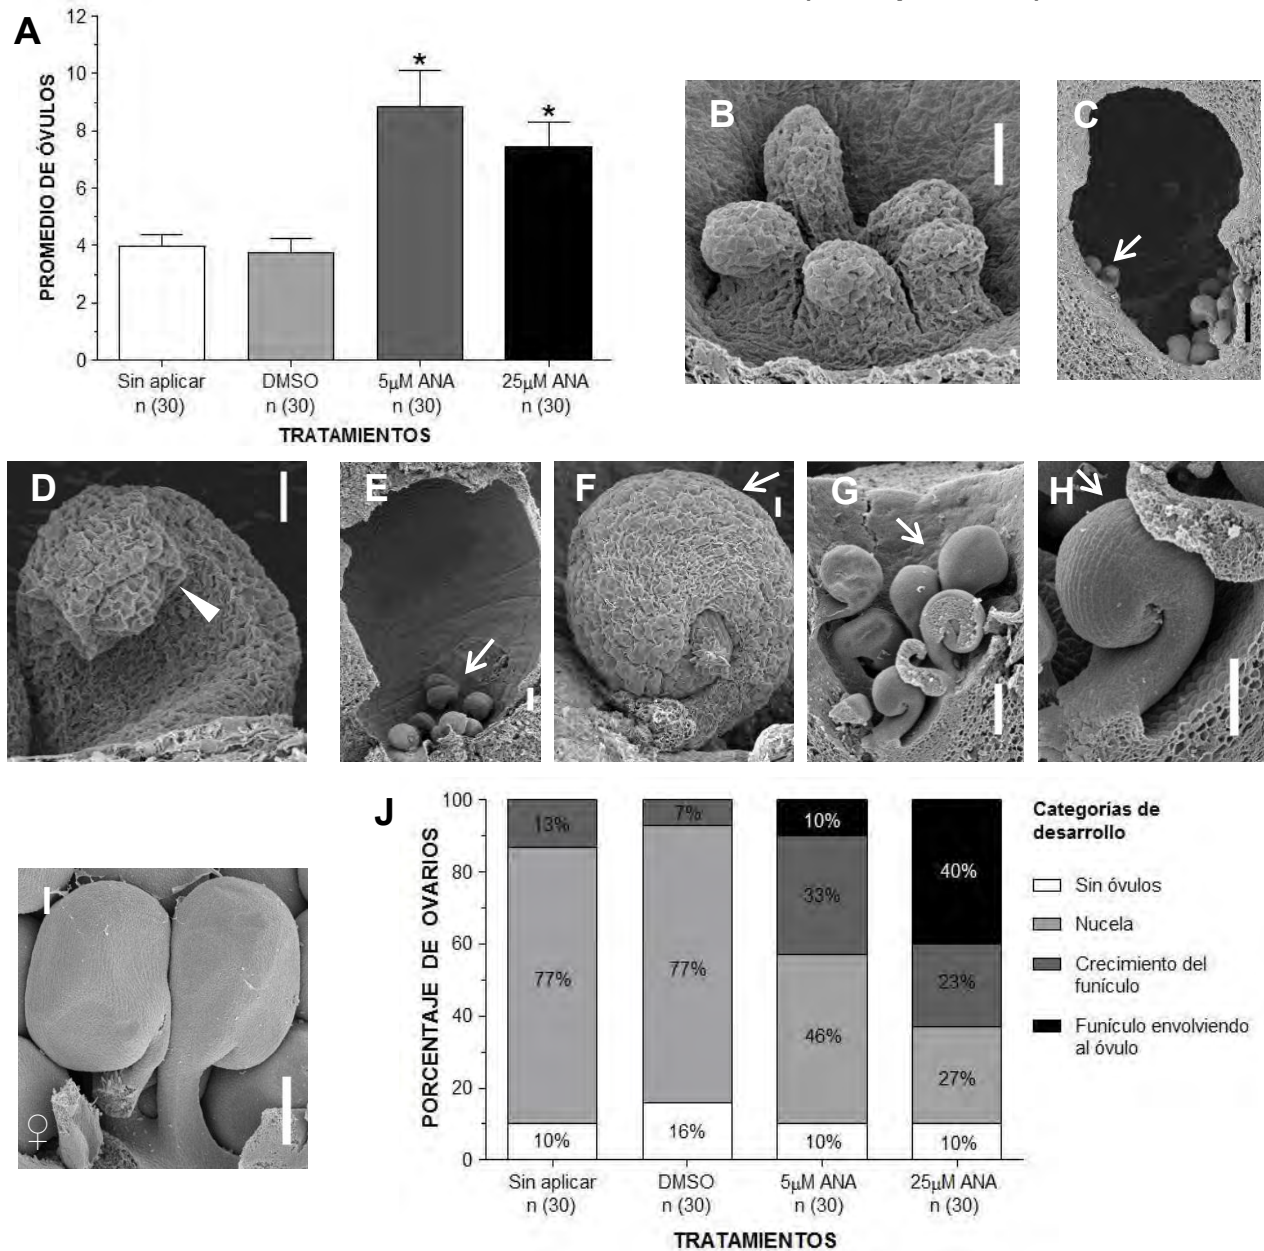 A
12
10
8
6
4
2
0
PROMEDIO DE ÓVULOS
*
*
Sin aplicar
n (30)
DMSO
n (30)
5µM ANA
n (30)
25µM ANA
n (30)
TRATAMIENTOS
B
C
D
E
F
G
H
I
♀
J
100
80
60
40
20
0
PORCENTAJE DE OVARIOS
13%
77%
10%
7%
77%
16%
10%
33%
46%
10%
40%
23%
27%
10%
Sin aplicar
n (30)
DMSO
n (30)
5µM ANA
n (30)
25µM ANA
n (30)
TRATAMIENTOS
Categorías de
desarrollo
Sin óvulos
Nucela
Crecimiento del
funículo
Funículo envolviendo
al óvulo